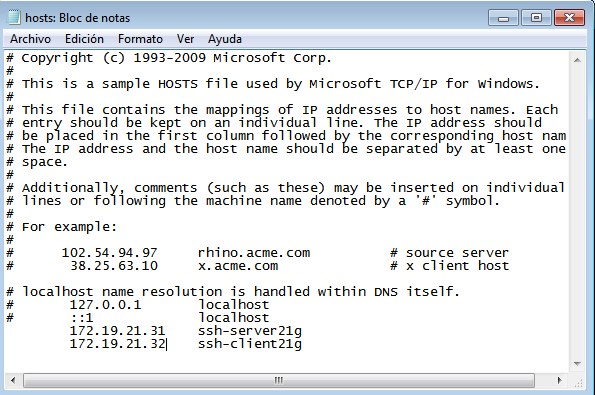 hosts: Bloc de notas
Archivo Edición Formato Ver Ayuda
# Copyright (c) 1993-2009 Microsoft Corp.
#
# This is a sample HOSTS file used by Microsoft TCP/IP for Windows.
#
# This file contains the mappings of IP addresses to host names. Each
# entry should be kept on an individual line. The IP address should
# be placed in the first column followed by the corresponding host nam
# The IP address and the host name should be separated by at least one
# space.
#
# Additionally, comments (such as these) may be inserted on individual
# lines or following the machine name denoted by a '#' symbol.
#
# For example:
#
#      102.54.94.97     rhino.acme.com          # source server
#       38.25.63.10     x.acme.com              # x client host

# localhost name resolution is handled within DNS itself.
#       127.0.0.1       localhost
#       ::1             localhost
        172.19.21.31    ssh-server21g
        172.19.21.32    ssh-client21g